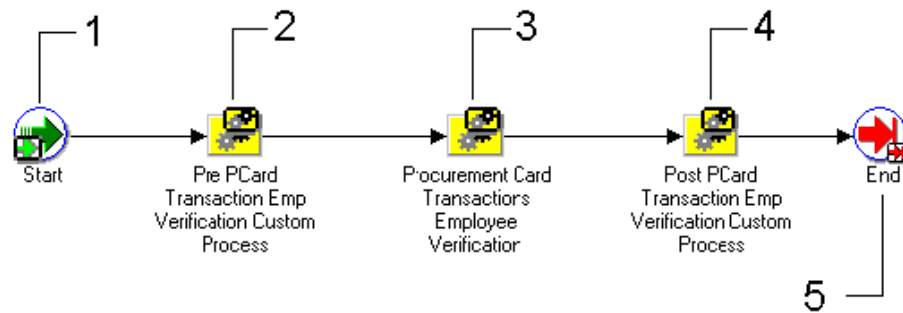 1
2
3
4
Start
Pre PCard
Transaction Emp
Verification Custom
Process
Procurement Card
Transactions
Employee
Verification
Post PCard
Transaction Emp
Verification Custom
Process
End
5